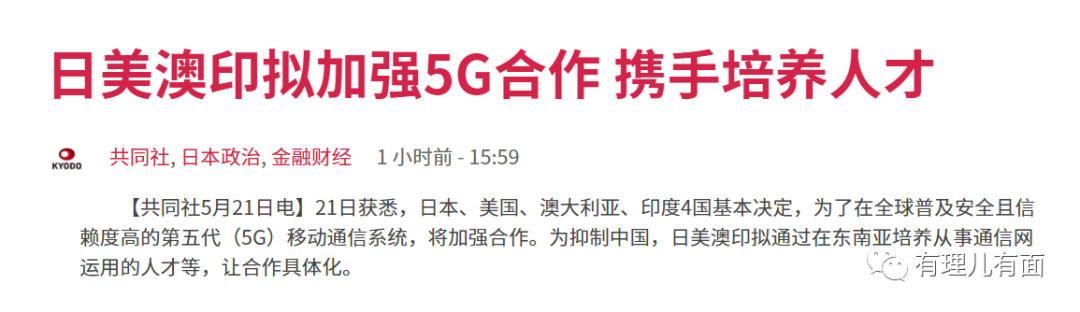 日美澳印拟加强5G合作 携手培养人才
KYODO 共同社, 日本政治, 金融财经 1 小时前 - 15:59
【共同社5月21日电】21日获悉，日本、美国、澳大利亚、印度4国基本决定，为了在全球普及安全且信
赖度高的第五代（5G）移动通信系统，将加强合作。为抑制中国，日美澳印拟通过在东南亚培养从事通信网
运用的人才等，让合作具体化。
有理儿有面